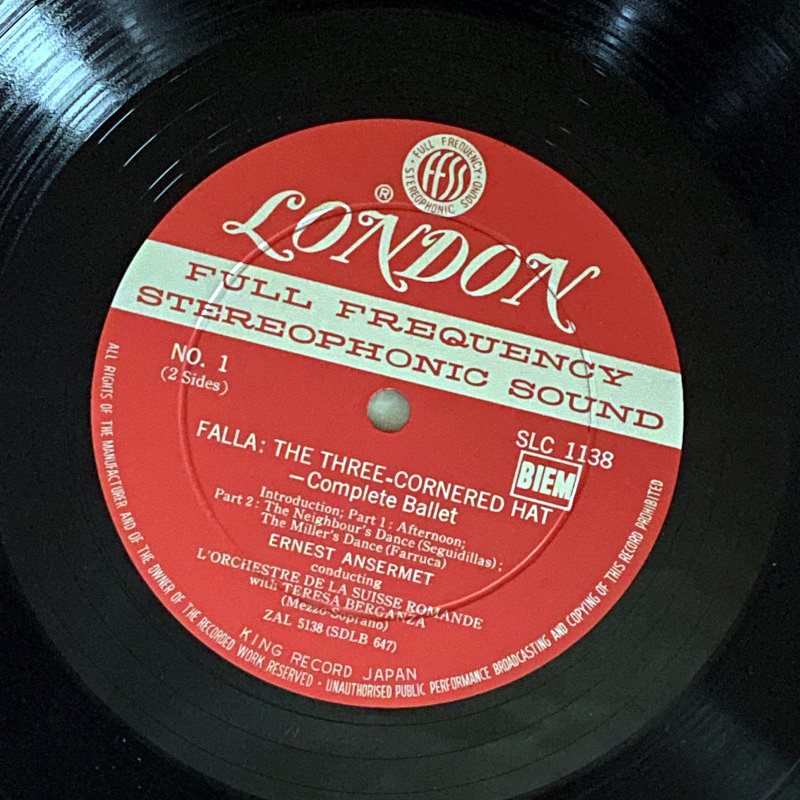 FULL FREQUENCY
FFSS
STEREOPHONIC SOUND
®
LONDON
FULL FREQUENCY
STEREOPHONIC SOUND
NO. 1
(2 Sides)
SLC 1138
BIEM
FALLA: THE THREE-CORNERED HAT
—Complete Ballet
Introduction; Part 1: Afternoon;
Part 2: The Neighbour's Dance (Seguidillas);
The Miller's Dance (Farruca)
ERNEST ANSERMET
conducting
L'ORCHESTRE DE LA SUISSE ROMANDE
with TERESA BERGANZA
(Mezzo-Soprano)
ZAL 5138 (SDLB 647)
KING RECORD JAPAN
ALL RIGHTS OF THE MANUFACTURER AND OF THE OWNER OF THE RECORDED WORK RESERVED · UNAUTHORISED PUBLIC PERFORMANCE BROADCASTING AND COPYING OF THIS RECORD PROHIBITED